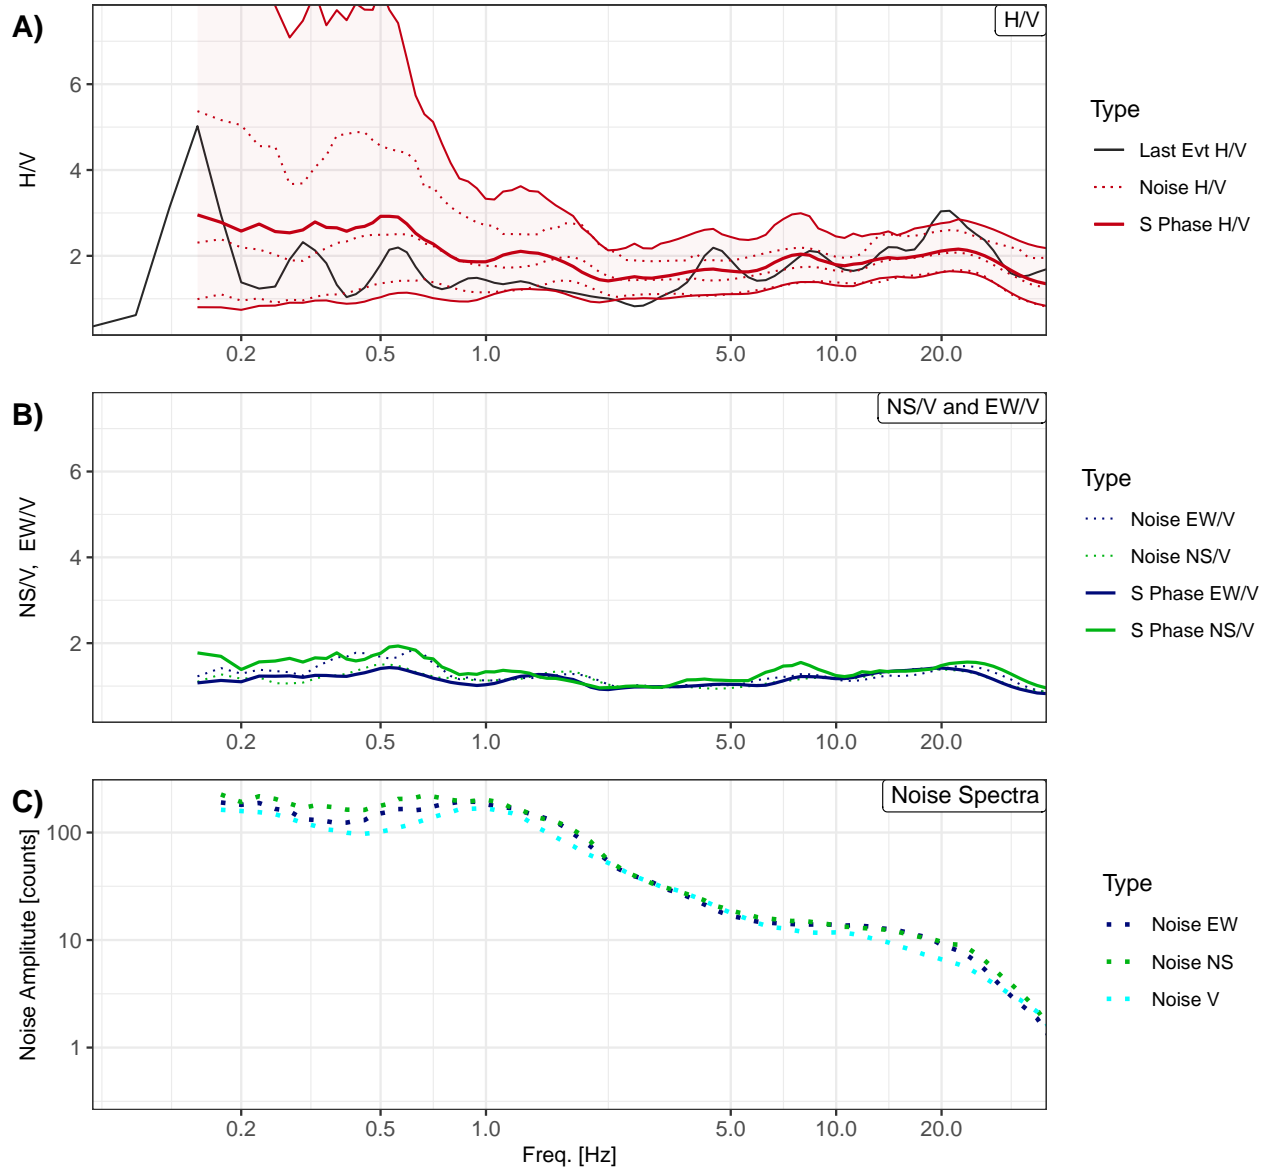 A)
H/V
6
4
2
H/V
0.2 0.5 1.0 5.0 10.0 20.0
Type
Last Evt H/V
Noise H/V
S Phase H/V
B)
NS/V and EW/V
6
4
2
NS/V, EW/V
0.2 0.5 1.0 5.0 10.0 20.0
Type
Noise EW/V
Noise NS/V
S Phase EW/V
S Phase NS/V
C)
Noise Spectra
100
10
1
Noise Amplitute [counts]
0.2 0.5 1.0 5.0 10.0 20.0
Freq. [Hz]
Type
Noise EW
Noise NS
Noise V